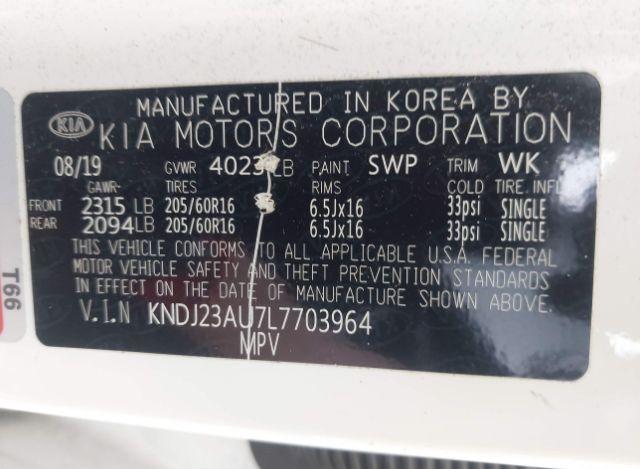 MANUFACTURED IN KOREA BY
KIA KIA MOTORS CORPORATION
08/19 GVWR LB PAINT SWP TRIM WK
GAWR- TIRES RIMS COLD TIRE. INFL
FRONT 2315 LB 205/60R16 6.5Jx16 33psi SINGLE
REAR 2094LB 205/60R16 6.5Jx16 33psi SINGLE
THIS VEHICLE CONFORMS TO ALL APPLICABLE U.S.A. FEDERAL
MOTOR VEHICLE SAFETY AND THEFT PREVENTION STANDARDS
IN EFFECT ON THE DATE OF MANUFACTURE SHOWN ABOVE.
V.I.N KNDJ23AU7L7703964
MPV
T66